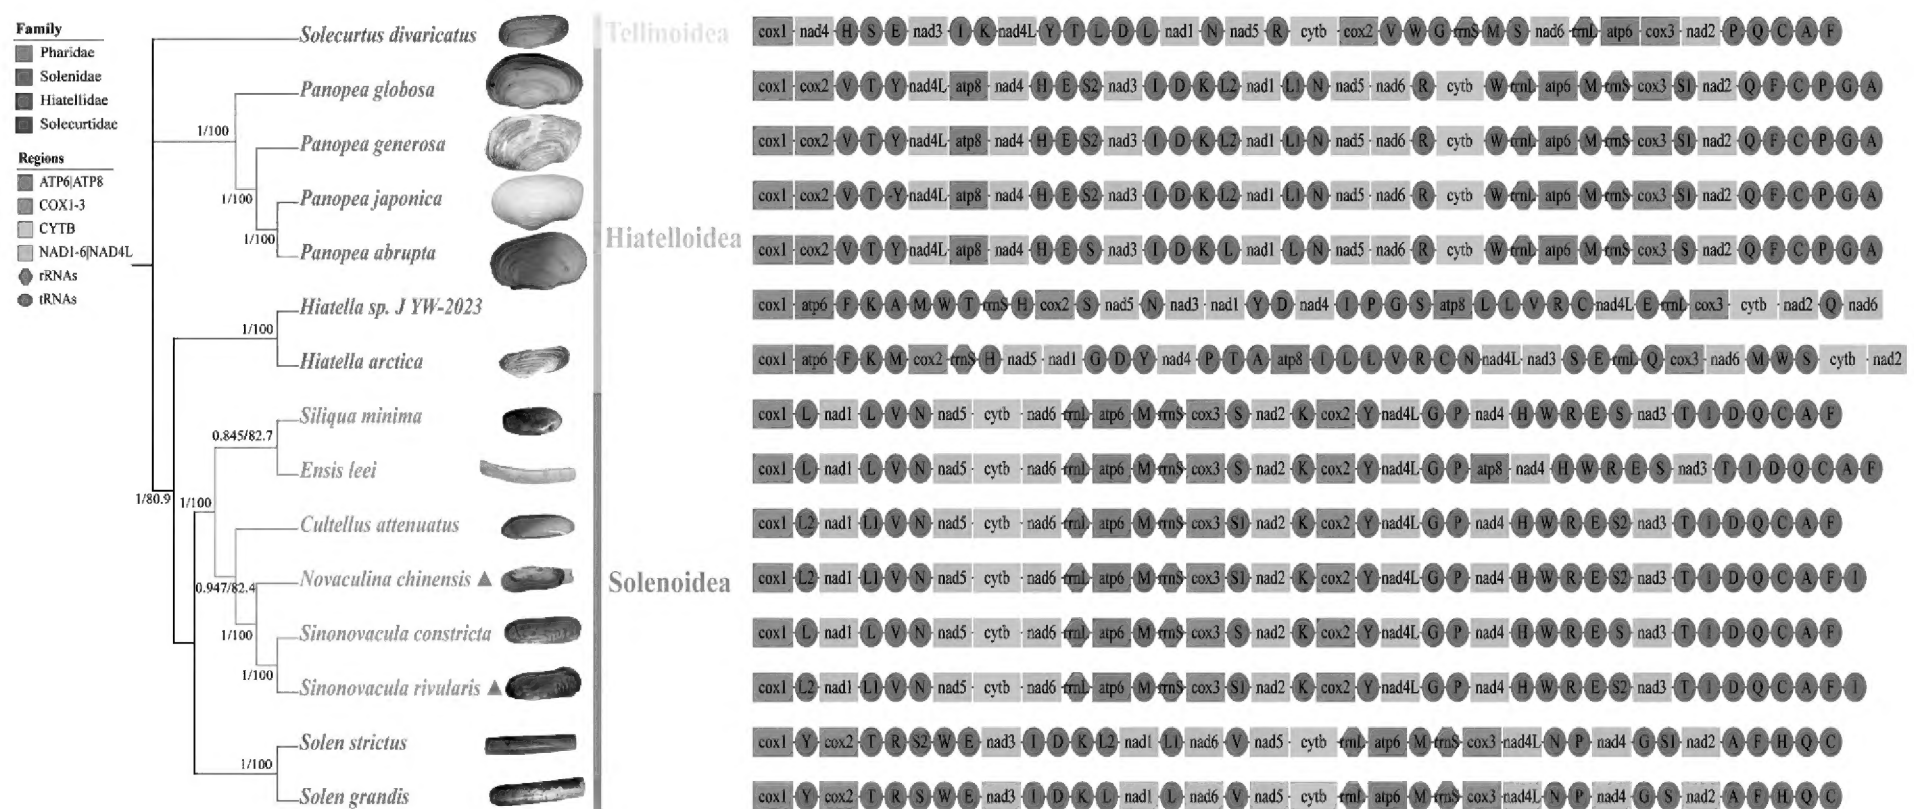 Family
Pharidae
Solenidae
Hiatellidae
Solecurtidae
Regions
ATP6|ATP8
COX1-3
CYTB
NAD1-6|NAD4L
rRNAs
tRNAs
Solecurtus divaricatus
Tellinoidea
cox1 nad4 H S E nad3 I K nad4L Y T L D L nad1 N nad5 R cytb cox2 V W G rrnS M S nad6 rrnL atp6 cox3 nad2 P Q C A F
Panopea globosa
cox1 cox2 V T Y nad4L atp8 nad4 H E S2 nad3 I D K L2 nad1 L1 N nad5 nad6 R cytb W rrnL atp6 M rrnS cox3 S1 nad2 Q F C P G A
1/100
Panopea generosa
cox1 cox2 V T Y nad4L atp8 nad4 H E S2 nad3 I D K L2 nad1 L1 N nad5 nad6 R cytb W rrnL atp6 M rrnS cox3 S1 nad2 Q F C P G A
1/100
Panopea japonica
cox1 cox2 V T Y nad4L atp8 nad4 H E S2 nad3 I D K L2 nad1 L1 N nad5 nad6 R cytb W rrnL atp6 M rrnS cox3 S1 nad2 Q F C P G A
1/100
Hiatelloidea
Panopea abrupta
cox1 cox2 V T Y nad4L atp8 nad4 H E S nad3 I D K L nad1 L N nad5 nad6 R cytb W rrnL atp6 M rrnS cox3 S nad2 Q F C P G A
Hiatella sp. J YW-2023
cox1 atp6 F K A M W T rrnS H cox2 S nad5 N nad3 nad1 Y D nad4 I P G S atp8 L L V R C nad4L E rrnL cox3 cytb nad2 Q nad6
1/100
Hiatella arctica
cox1 atp6 F K M cox2 rrnS H nad5 nad1 G D Y nad4 P T A atp8 I L L V R C N nad4L nad3 S E rrnL Q cox3 nad6 M W S cytb nad2
Siliqua minima
cox1 L nad1 L V N nad5 cytb nad6 rrnL atp6 M rrnS cox3 S nad2 K cox2 Y nad4L G P nad4 H W R E S nad3 T I D Q C A F
0.845/82.7
Ensis leei
cox1 L nad1 L V N nad5 cytb nad6 rrnL atp6 M rrnS cox3 S nad2 K cox2 Y nad4L G P atp8 nad4 H W R E S nad3 T I D Q C A F
1/80.9
1/100
Cultellus attenuatus
cox1 L2 nad1 L1 V N nad5 cytb nad6 rrnL atp6 M rrnS cox3 S1 nad2 K cox2 Y nad4L G P nad4 H W R E S2 nad3 T I D Q C A F
0.947/82.4
Novaculina chinensis
Solenoidea
cox1 L2 nad1 L1 V N nad5 cytb nad6 rrnL atp6 M rrnS cox3 S1 nad2 K cox2 Y nad4L G P nad4 H W R E S2 nad3 T I D Q C A F I
1/100
Sinonovacula constricta
cox1 L nad1 L V N nad5 cytb nad6 rrnL atp6 M rrnS cox3 S nad2 K cox2 Y nad4L G P nad4 H W R E S nad3 T I D Q C A F
1/100
Sinonovacula rivularis
cox1 L2 nad1 L1 V N nad5 cytb nad6 rrnL atp6 M rrnS cox3 S1 nad2 K cox2 Y nad4L G P nad4 H W R E S2 nad3 T I D Q C A F I
Solen strictus
cox1 Y cox2 T R S2 W E nad3 I D K L2 nad1 L1 nad6 V nad5 cytb rrnL atp6 M rrnS cox3 nad4L N P nad4 G S1 nad2 A F H Q C
1/100
Solen grandis
cox1 Y cox2 T R S W E nad3 I D K L nad1 L nad6 V nad5 cytb rrnL atp6 M rrnS cox3 nad4L N P nad4 G S nad2 A F H Q C